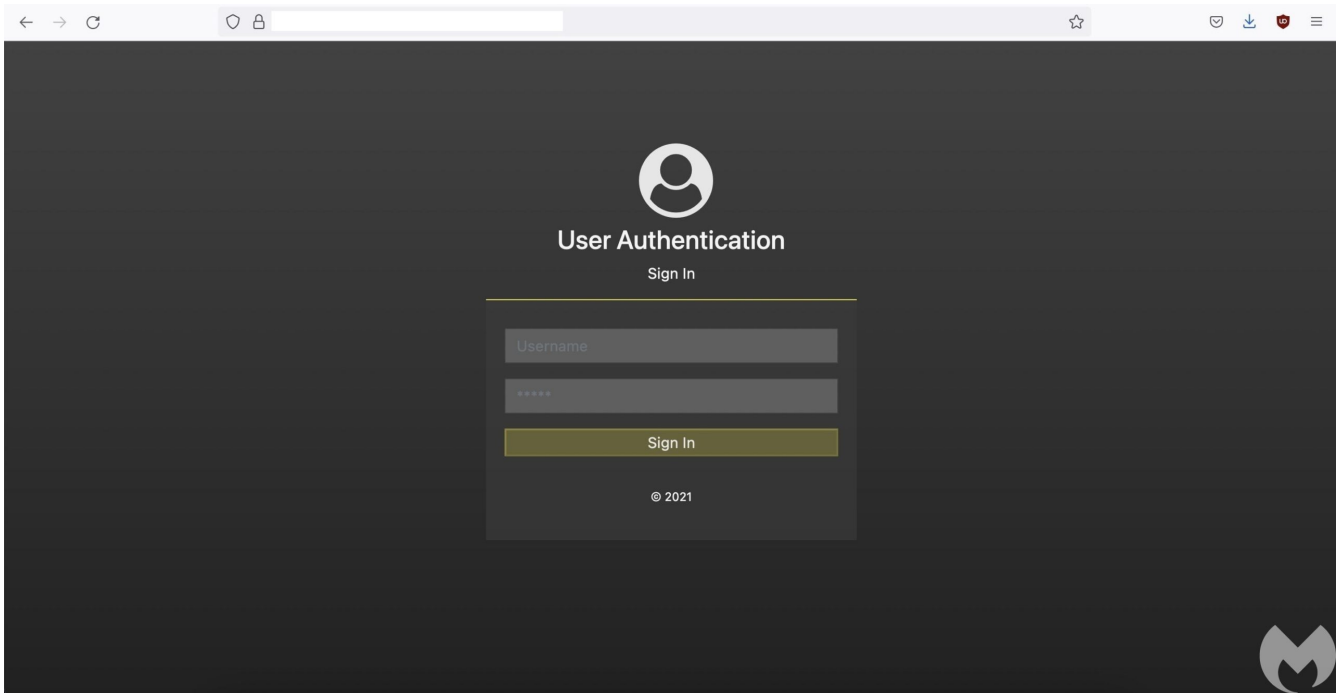 User Authentication
Sign In
Username
*****
Sign In
© 2021